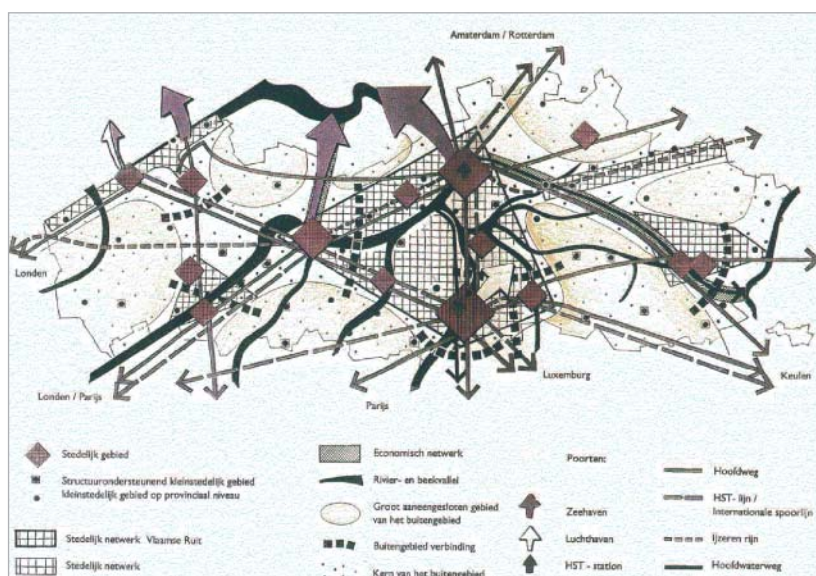 Amsterdam / Rotterdam
Londen
Londen / Parijs
Parijs
Luxemburg
Keulen
Stedelijk gebied
Structuurondersteunend kleinstedelijk gebied
kleinstedelijk gebied op provinciaal niveau
Stedelijk netwerk Vlaamse Ruit
Stedelijk netwerk
Economisch netwerk
Rivier- en beekvallei
Groot aaneengesloten gebied
van het buitengebied
Buitengebied verbinding
Kern van het buitengebied
Poorten:
Zeehaven
Luchthaven
HST - station
Hoofdweg
HST- lijn /
Internationale spoorlijn
Ijzeren rijn
Hoofdwaterweg